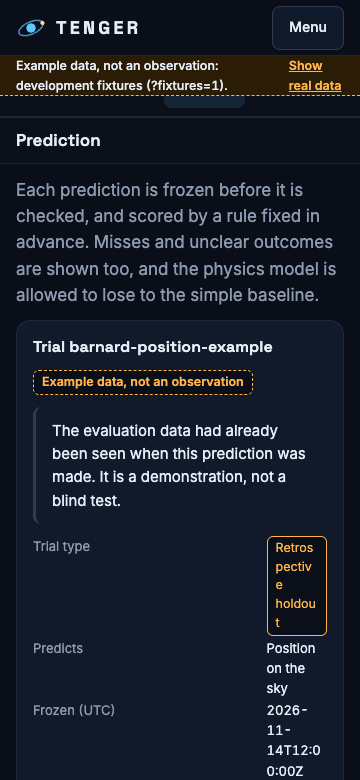 TENGER
Menu
Example data, not an observation:
development fixtures (?fixtures=1).
Show
real data
Prediction
Each prediction is frozen before it is
checked, and scored by a rule fixed in
advance. Misses and unclear outcomes
are shown too, and the physics model is
allowed to lose to the simple baseline.
Trial barnard-position-example
Example data, not an observation
The evaluation data had already
been seen when this prediction was
made. It is a demonstration, not a
blind test.
Trial type
Retros
pectiv
e
holdou
t
Predicts
Position
on the
sky
Frozen (UTC)
2026-
11-
14T12:0
0:00Z